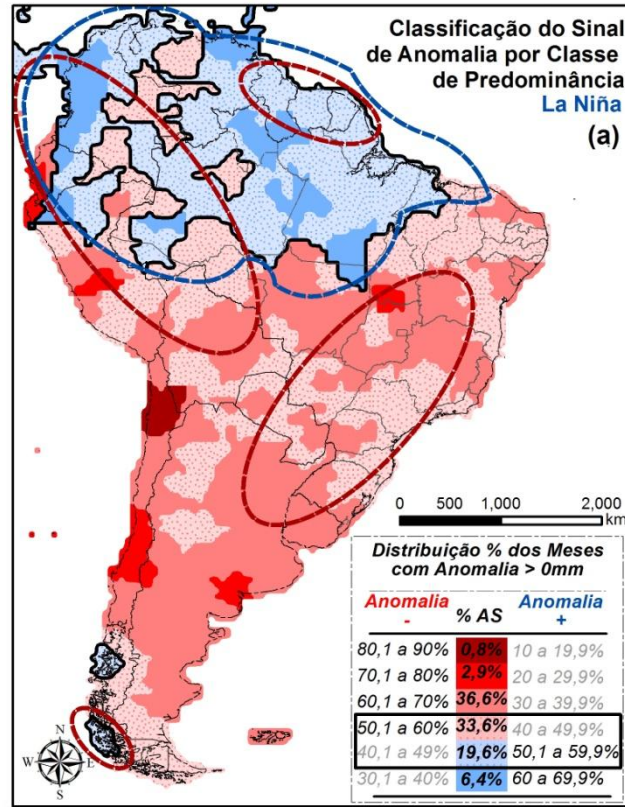 Classificação do Sinal
de Anomalia por Classe
de Predominância
La Niña
(a)
0 500 1,000 2,000
km
Distribuição % dos Meses
com Anomalia > 0mm
Anomalia - % AS Anomalia +
80,1 a 90% 0,8% 10 a 19,9%
70,1 a 80% 2,9% 20 a 29,9%
60,1 a 70% 36,6% 30 a 39,9%
50,1 a 60% 33,6% 40 a 49,9%
40,1 a 49% 19,6% 50,1 a 59,9%
30,1 a 40% 6,4% 60 a 69,9%
N
W E
S